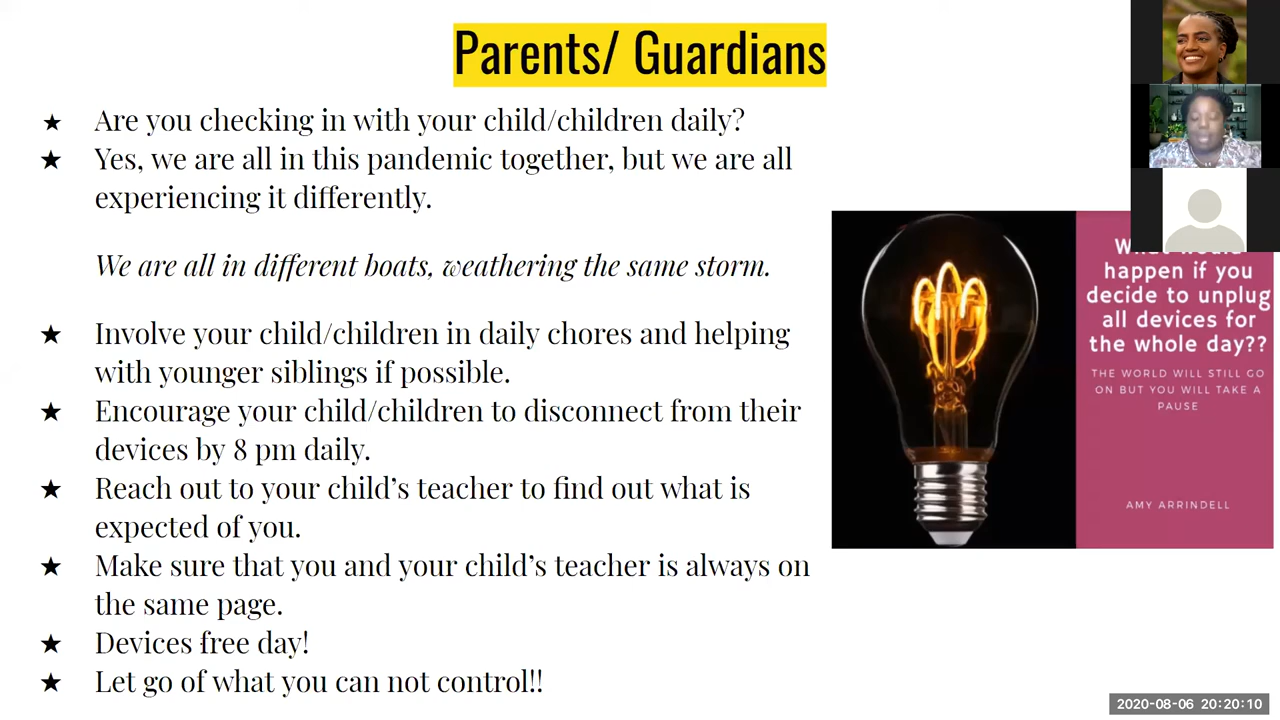 Parents/ Guardians
★ Are you checking in with your child/children daily?
★ Yes, we are all in this pandemic together, but we are all
experiencing it differently.
We are all in different boats, weathering the same storm.
★ Involve your child/children in daily chores and helping
with younger siblings if possible.
★ Encourage your child/children to disconnect from their
devices by 8 pm daily.
★ Reach out to your child's teacher to find out what is
expected of you.
★ Make sure that you and your child's teacher is always on
the same page.
★ Devices free day!
★ Let go of what you can not control!!
happen if you
decide to unplug
all devices for
the whole day??
THE WORLD WILL STILL GO
ON BUT YOU WILL TAKE A
PAUSE
AMY ARRINDELL
2020-08-06 20:20:10